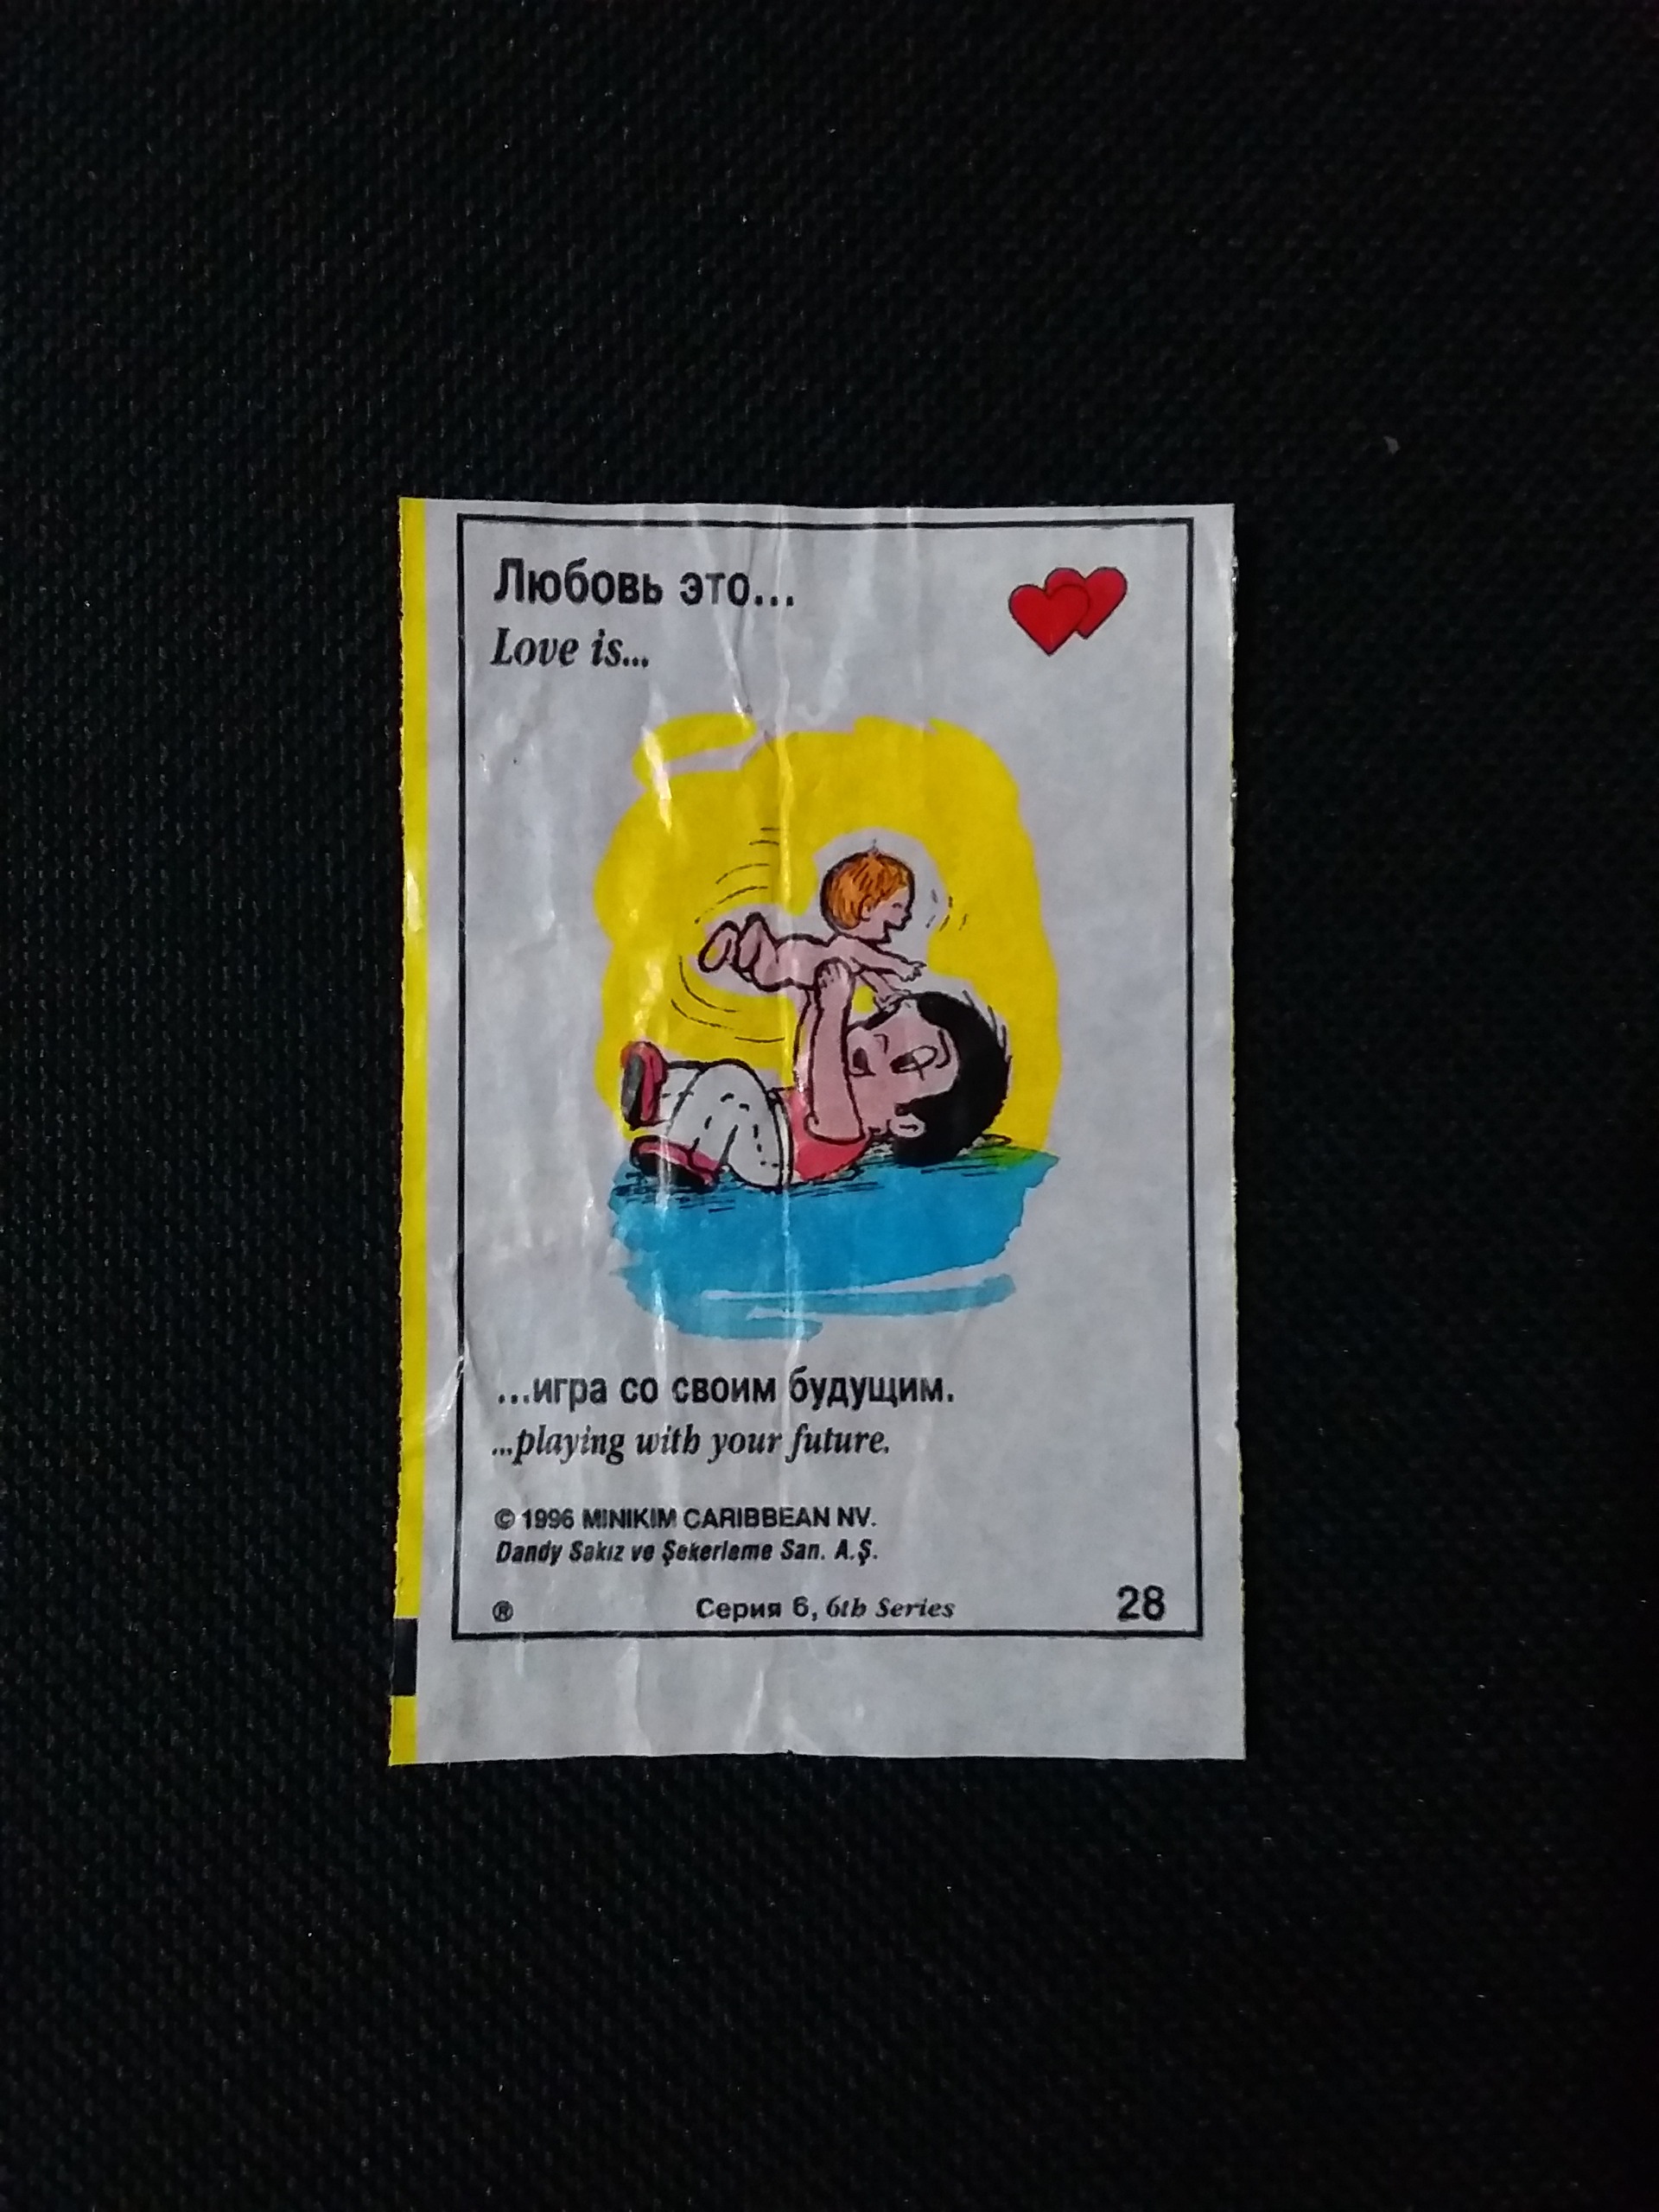 Любовь это...
Love is...
...игра со своим будущим.
...playing with your future.
© 1996 MINIKIM CARIBBEAN NV.
Dandy Sakız ve Şekerleme San. A.Ş.
® Серия 6, 6th Series 28